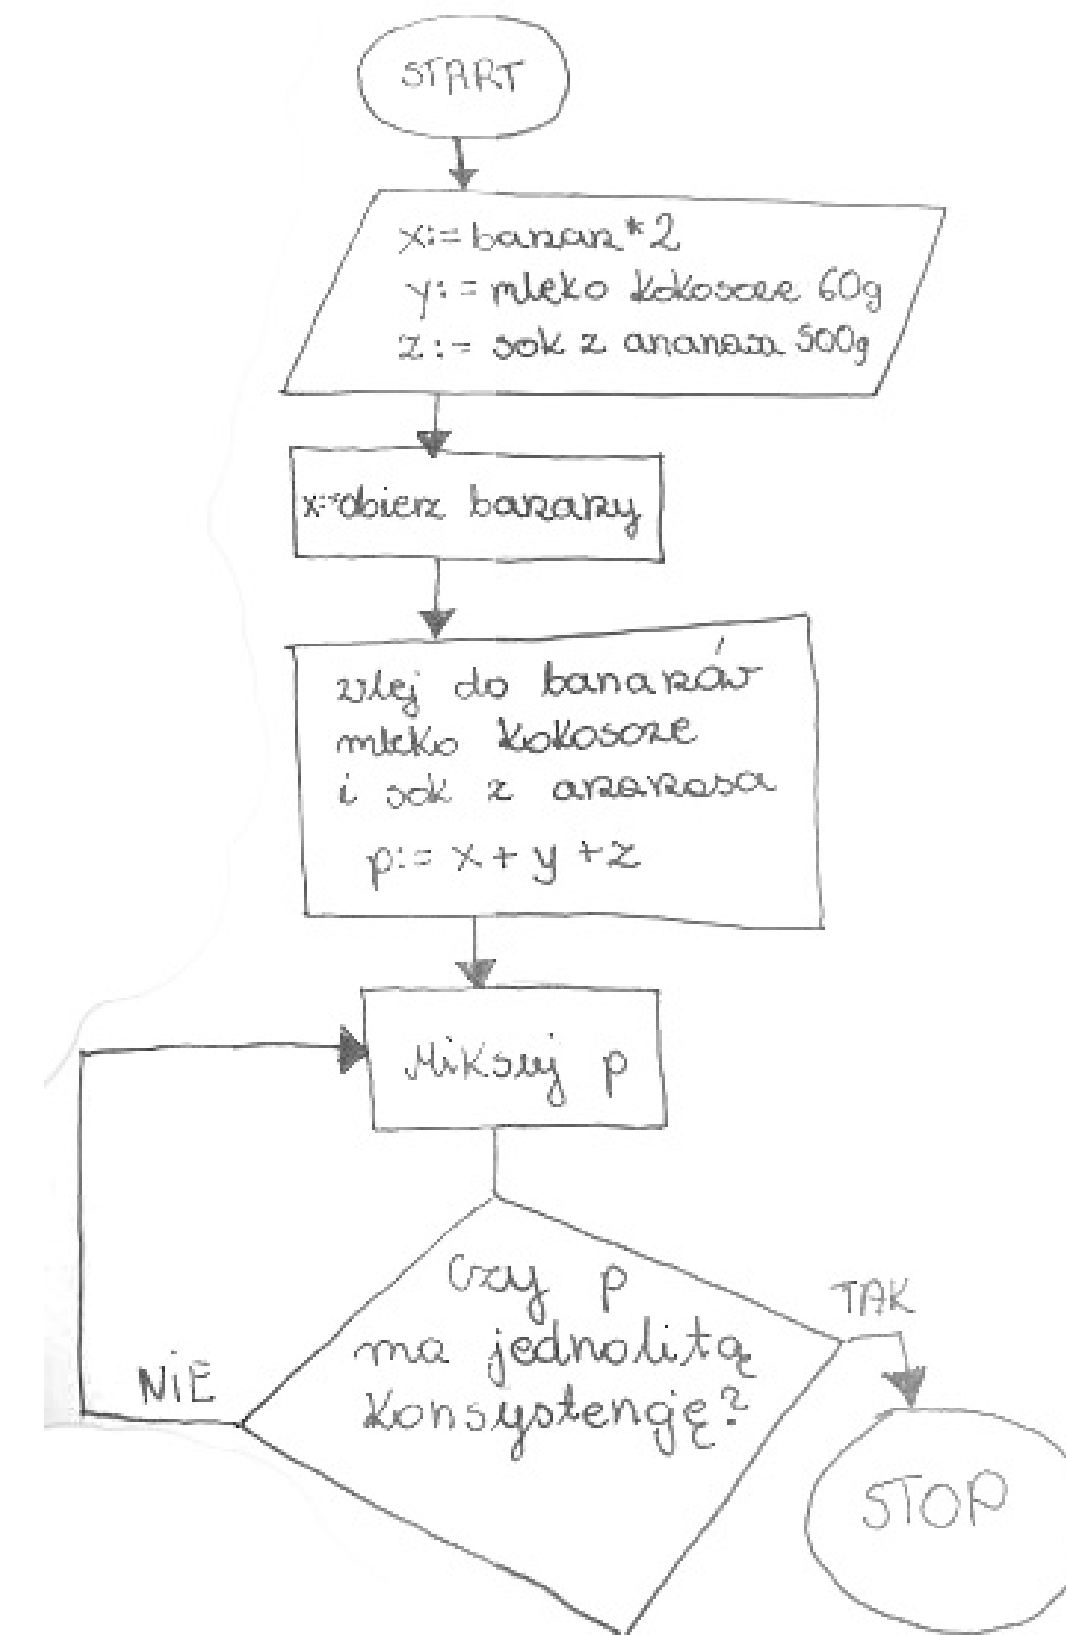 START
x:= banan * 2
y:= mleko kokosowe 60g
z:= sok z ananasa 500g
x:=obierz banany
wlej do bananów
mleko kokosowe
i sok z ananasa
p:= x + y + z
Miksuj p
Czy p
ma jednolitą
konsystencję?
TAK
NIE
STOP